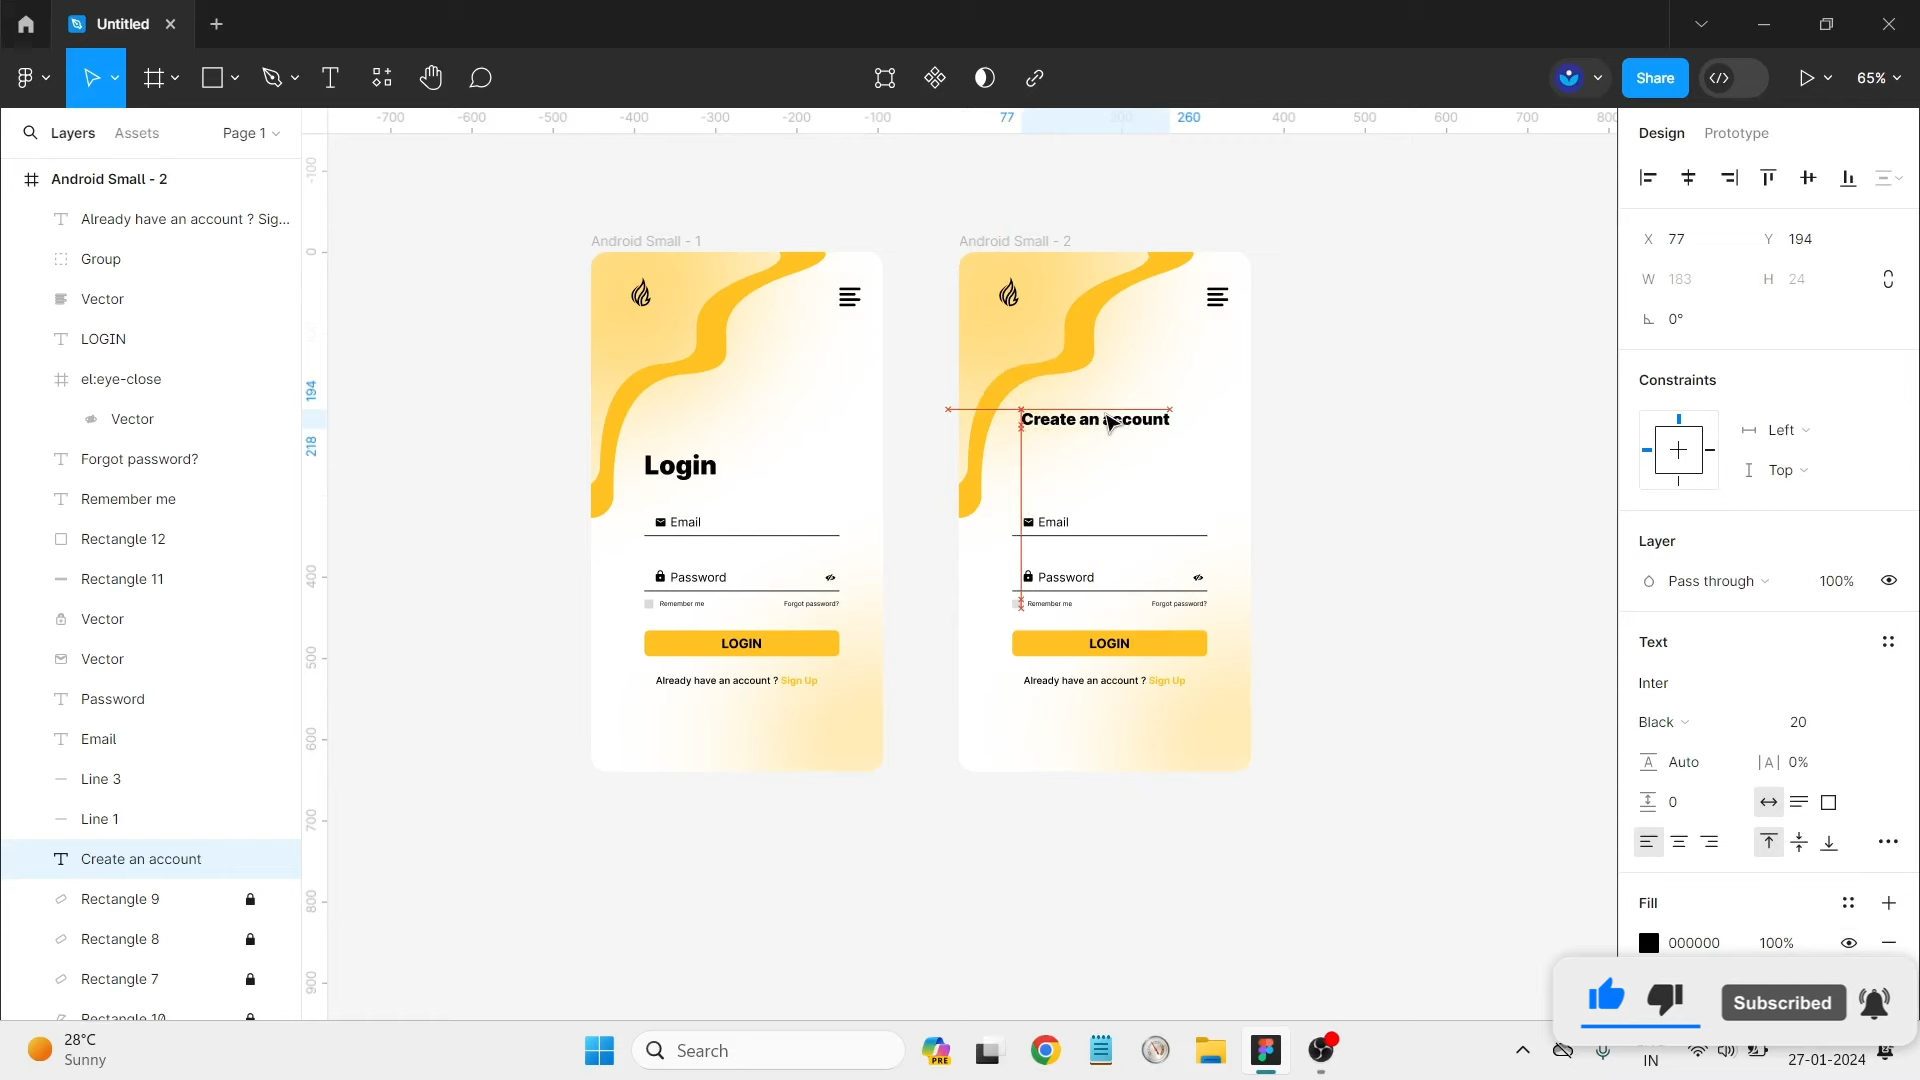 Untitled
Share
65%
Layers
Assets
Page 1
-700
-600
-500
-400
-300
-200
-100
77
260
400
500
600
700
Design
Prototype
Android Small - 2
Already have an account ? Sig...
Group
Vector
LOGIN
el:eye-close
Vector
Forgot password?
Remember me
Rectangle 12
Rectangle 11
Vector
Vector
Password
Email
Line 3
Line 1
Create an account
Rectangle 9
Rectangle 8
Rectangle 7
Rectangle 10
-100
0
194
218
400
500
600
700
800
900
Android Small - 1
Login
Email
Password
Remember me
Forgot password?
LOGIN
Already have an account ? Sign Up
Android Small - 2
Create an account
Email
Password
Remember me
Forgot password?
LOGIN
Already have an account ? Sign Up
X 77
Y 194
W 183
H 24
0°
Constraints
Left
Top
Layer
Pass through
100%
Text
Inter
Black
20
Auto
0%
0
Fill
000000
100%
Subscribed
28°C
Sunny
Search
PRE
IN
27-01-2024